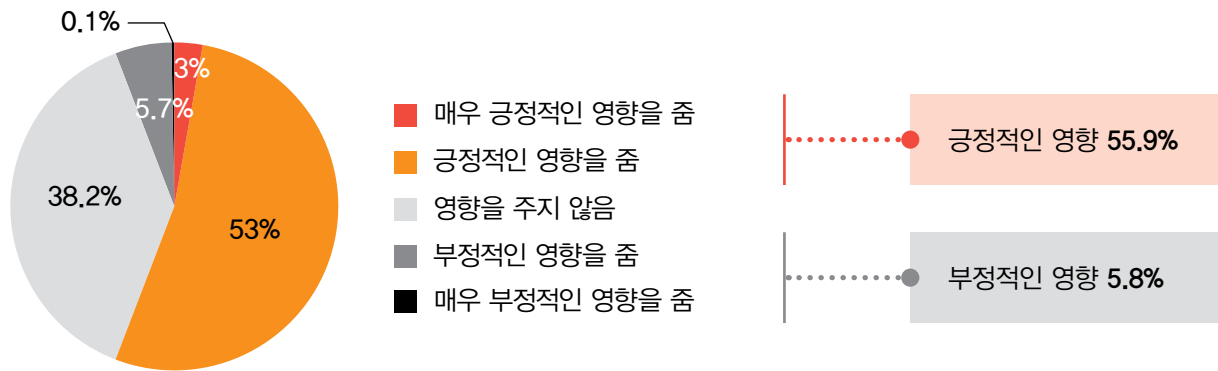 0.1%
3%
5.7%
38.2%
53%
매우 긍정적인 영향을 줌
긍정적인 영향을 줌
영향을 주지 않음
부정적인 영향을 줌
매우 부정적인 영향을 줌
긍정적인 영향 55.9%
부정적인 영향 5.8%